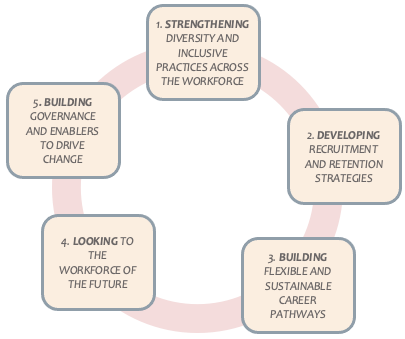 1. STRENGTHENING
DIVERSITY AND
INCLUSIVE
PRACTICES ACROSS
THE WORKFORCE
2. DEVELOPING
RECRUITMENT
AND RETENTION
STRATEGIES
3. BUILDING
FLEXIBLE AND
SUSTAINABLE
CAREER
PATHWAYS
4. LOOKING TO
THE
WORKFORCE OF
THE FUTURE
5. BUILDING
GOVERNANCE
AND ENABLERS
TO DRIVE
CHANGE